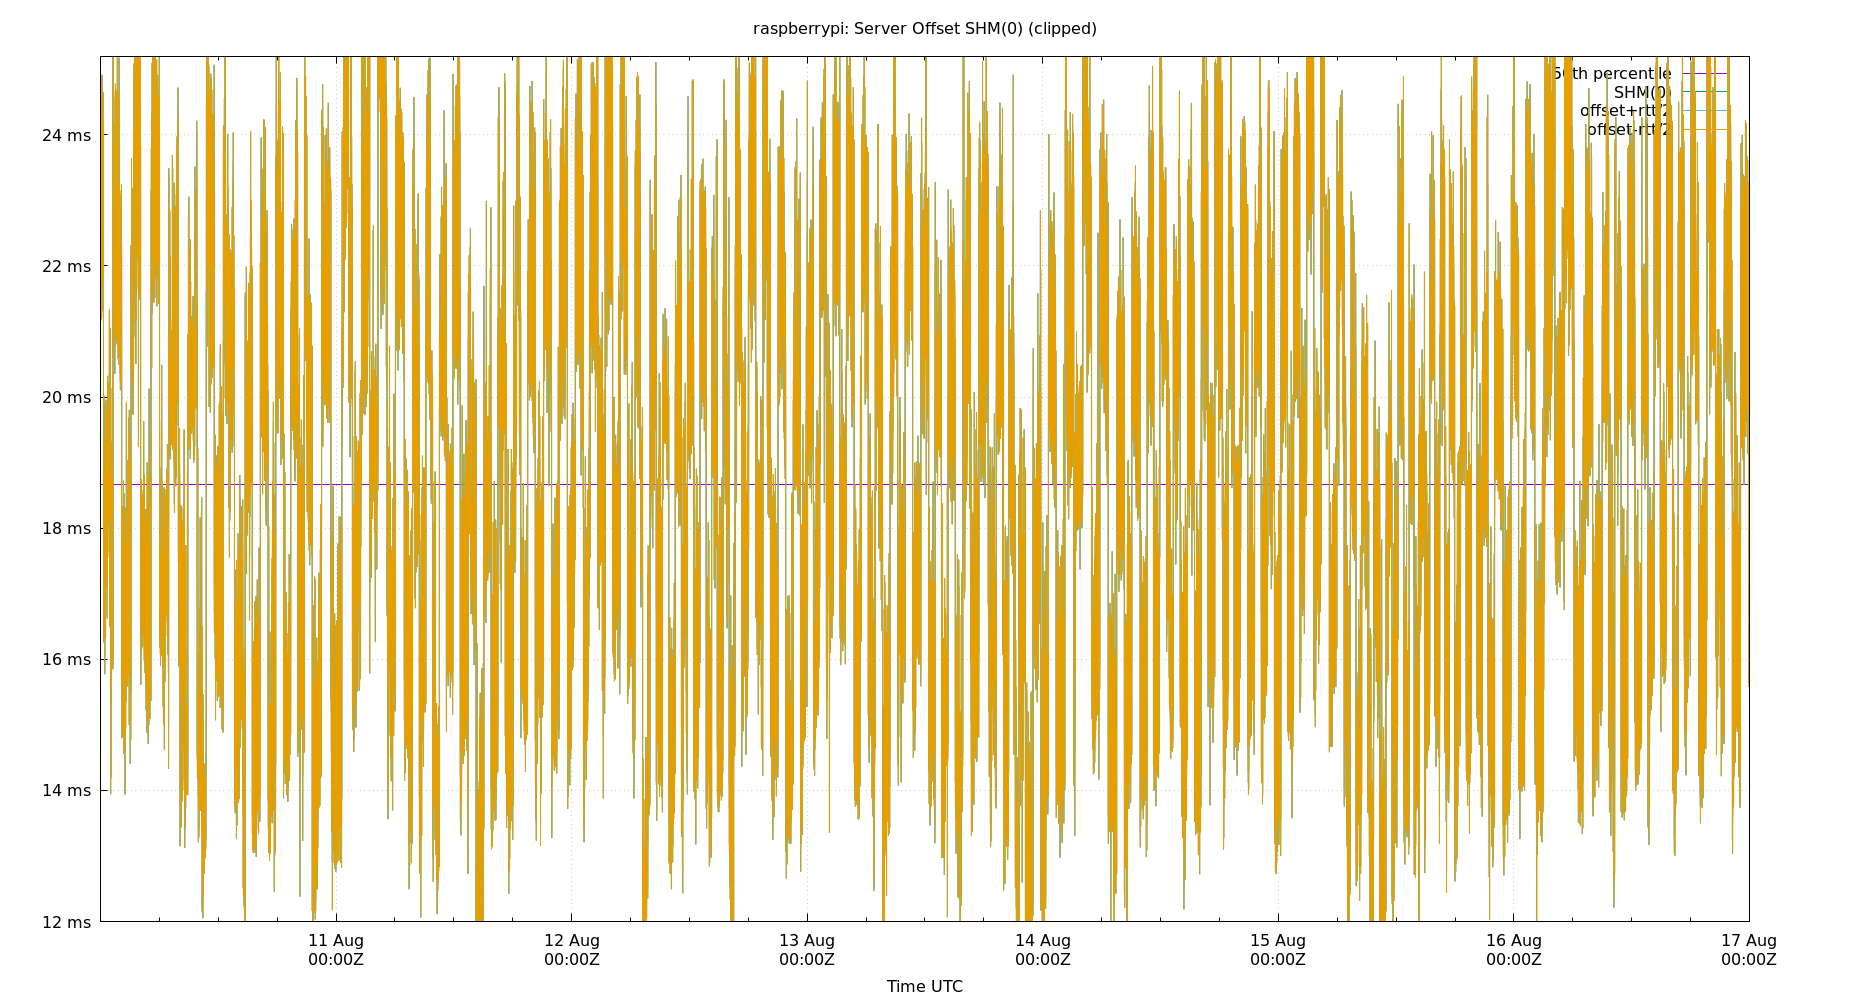 raspberrypi: Server Offset SHM(0) (clipped)
50th percentile
SHM(0)
offset+rtt/2
offset-rtt/2
24 ms
22 ms
20 ms
18 ms
16 ms
14 ms
12 ms
11 Aug
00:00Z
12 Aug
00:00Z
13 Aug
00:00Z
14 Aug
00:00Z
15 Aug
00:00Z
16 Aug
00:00Z
17 Aug
00:00Z
Time UTC